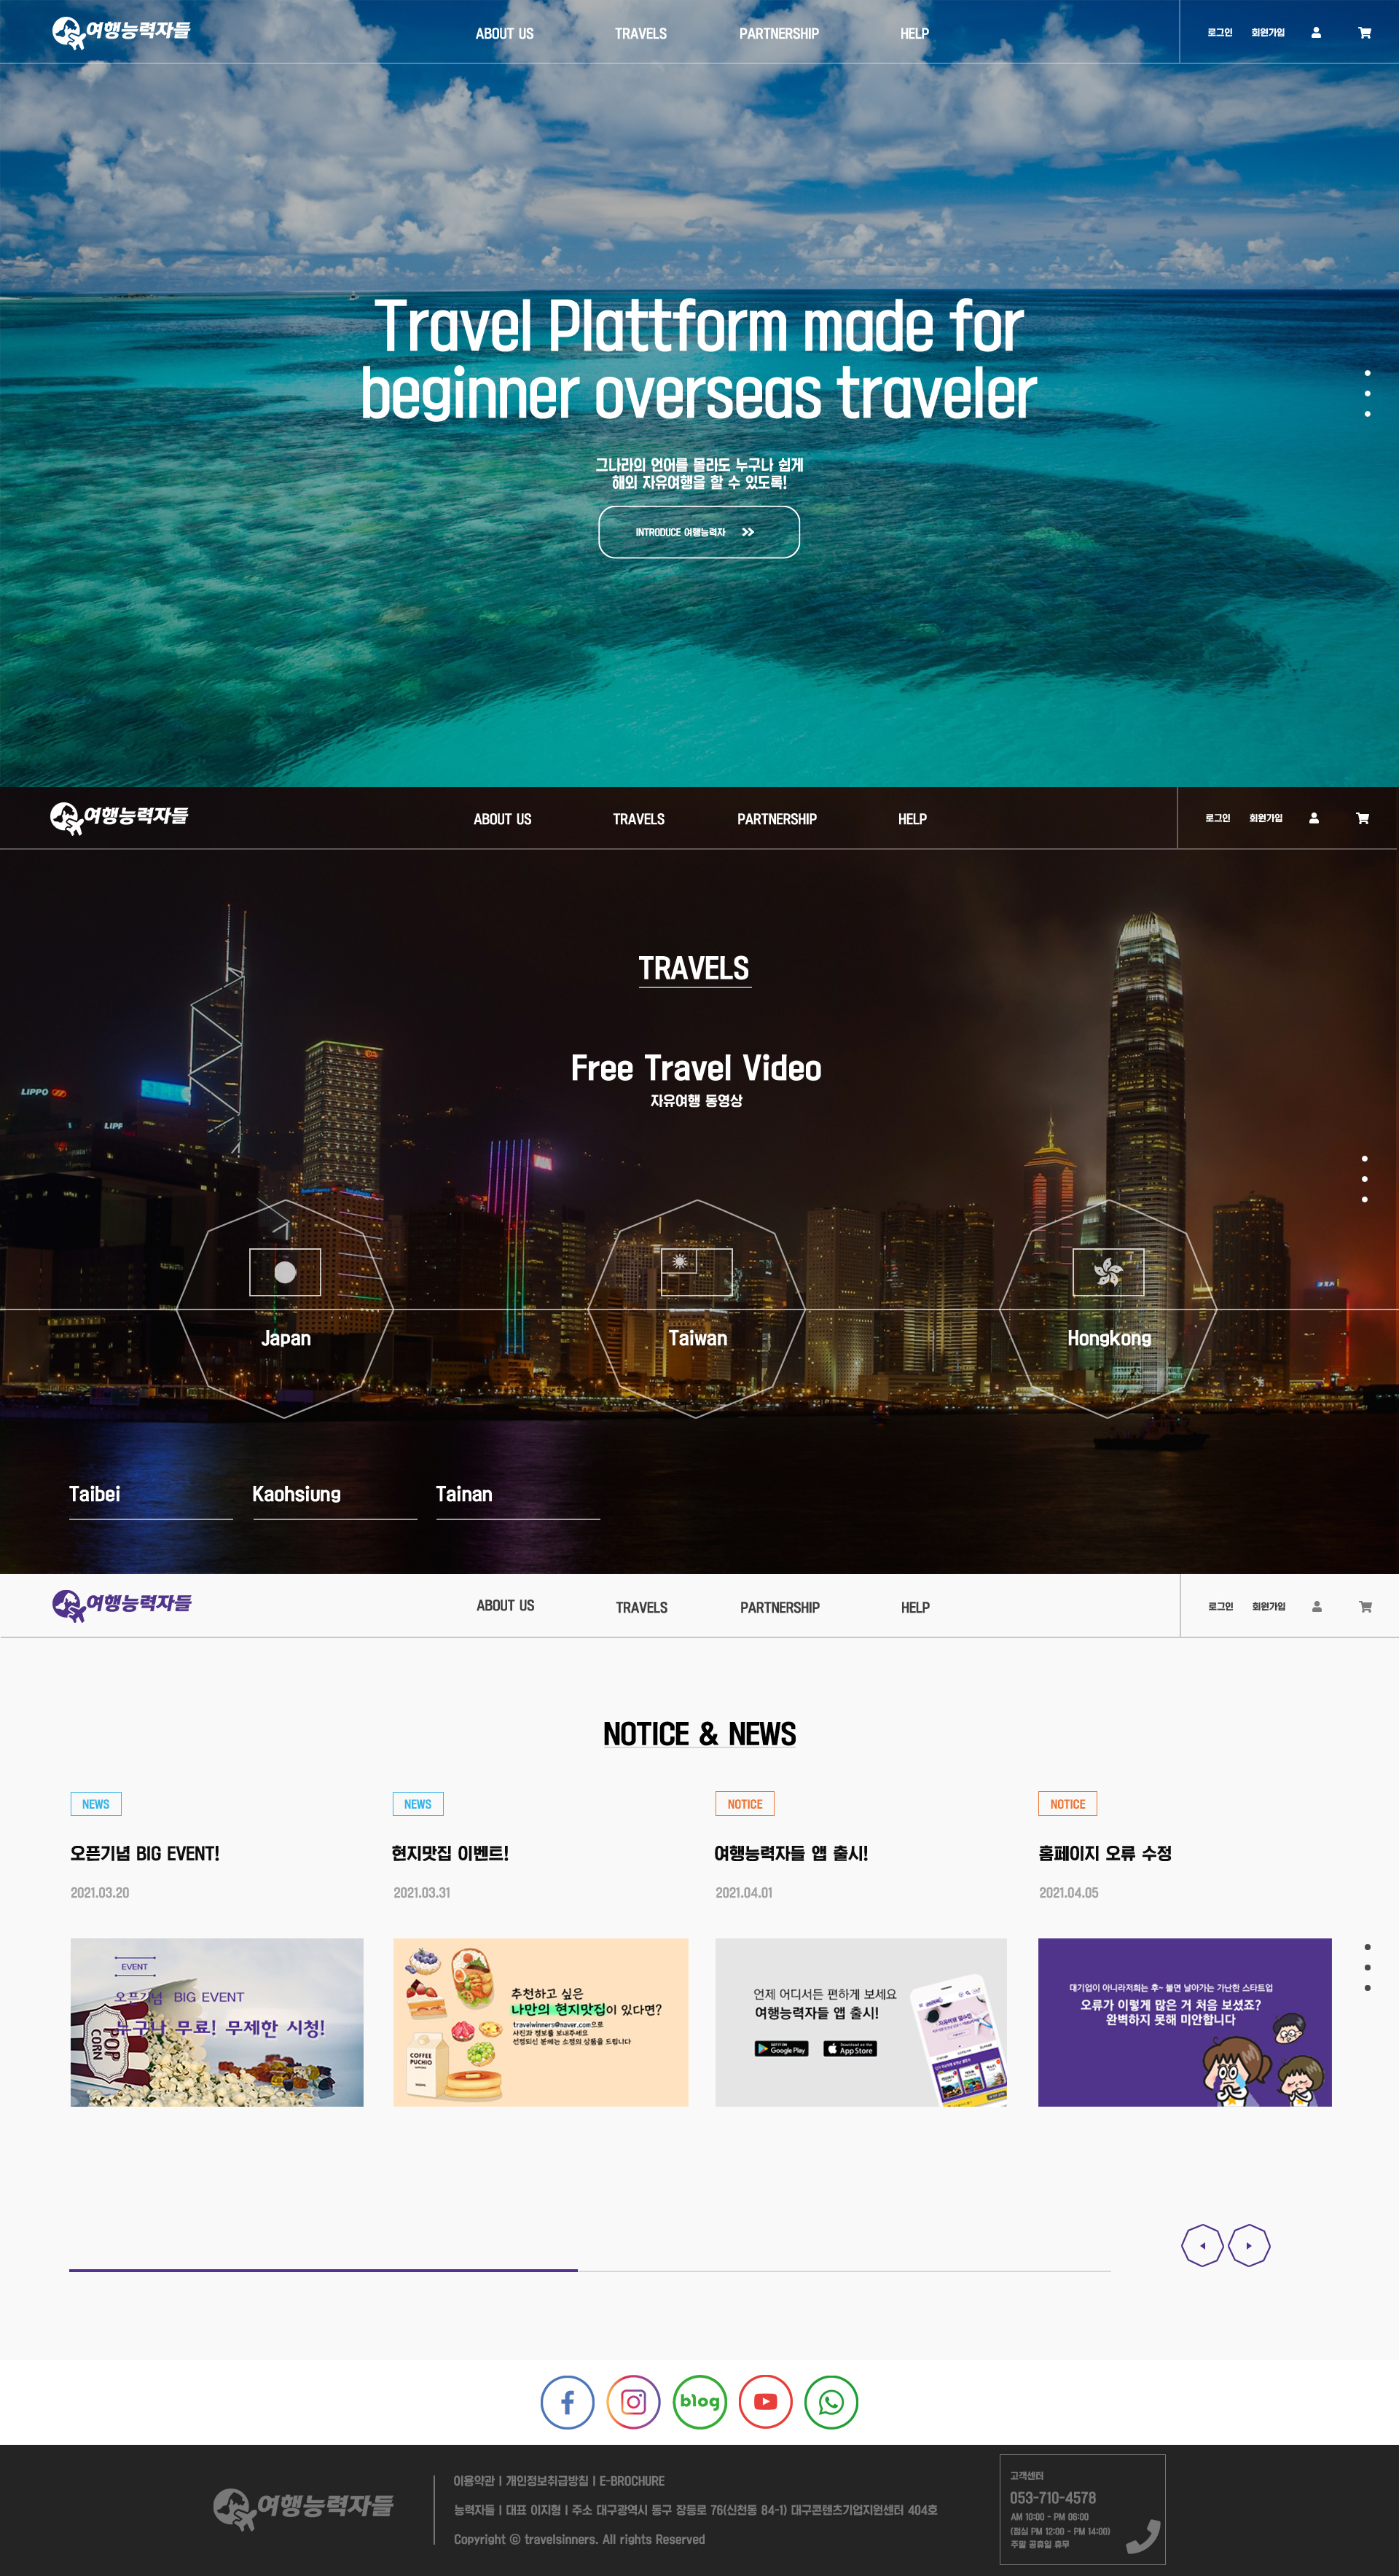 여행능력자들
ABOUT US
TRAVELS
PARTNERSHIP
HELP
로그인
회원가입
Travel Plattform made for
beginner overseas traveler
그나라의 언어를 몰라도 누구나 쉽게
해외 자유여행을 할 수 있도록!
INTRODUCE 여행능력자
여행능력자들
ABOUT US
TRAVELS
PARTNERSHIP
HELP
로그인
회원가입
TRAVELS
Free Travel Video
자유여행 동영상
LIPPO
LIPP
Japan
Taiwan
Hongkong
Taibei
Kaohsiung
Tainan
여행능력자들
ABOUT US
TRAVELS
PARTNERSHIP
HELP
로그인
회원가입
NOTICE & NEWS
NEWS
오픈기념 BIG EVENT!
2021.03.20
EVENT
오픈기념 BIG EVENT
누구나 무료! 무제한 시청!
POP
CORN
NEWS
현지맛집 이벤트!
2021.03.31
추천하고 싶은
나만의 현지맛집이 있다면?
travelwinners@naver.com으로
사진과 정보를 보내주세요
선정되신 분에는 소정의 상품을 드립니다
COFFEE
PUCHIO
NOTICE
여행능력자들 앱 출시!
2021.04.01
언제 어디서든 편하게 보세요
여행능력자들 앱 출시!
Google Play
App Store
NOTICE
홈페이지 오류 수정
2021.04.05
대기업이 아니라저희는 후~ 불면 날아가는 가난한 스타트업
오류가 이렇게 많은 거 처음 보셨죠?
완벽하지 못해 미안합니다
blog
여행능력자들
이용약관 | 개인정보취급방침 | E-BROCHURE
능력자들 | 대표 이지형 | 주소 대구광역시 동구 장등로 76(신천동 84-1) 대구콘텐츠기업지원센터 404호
Copyright ⓒ travelsinners. All rights Reserved
고객센터
053-710-4578
AM 10:00 - PM 06:00
(점심 PM 12:00 - PM 14:00)
주말 공휴일 휴무